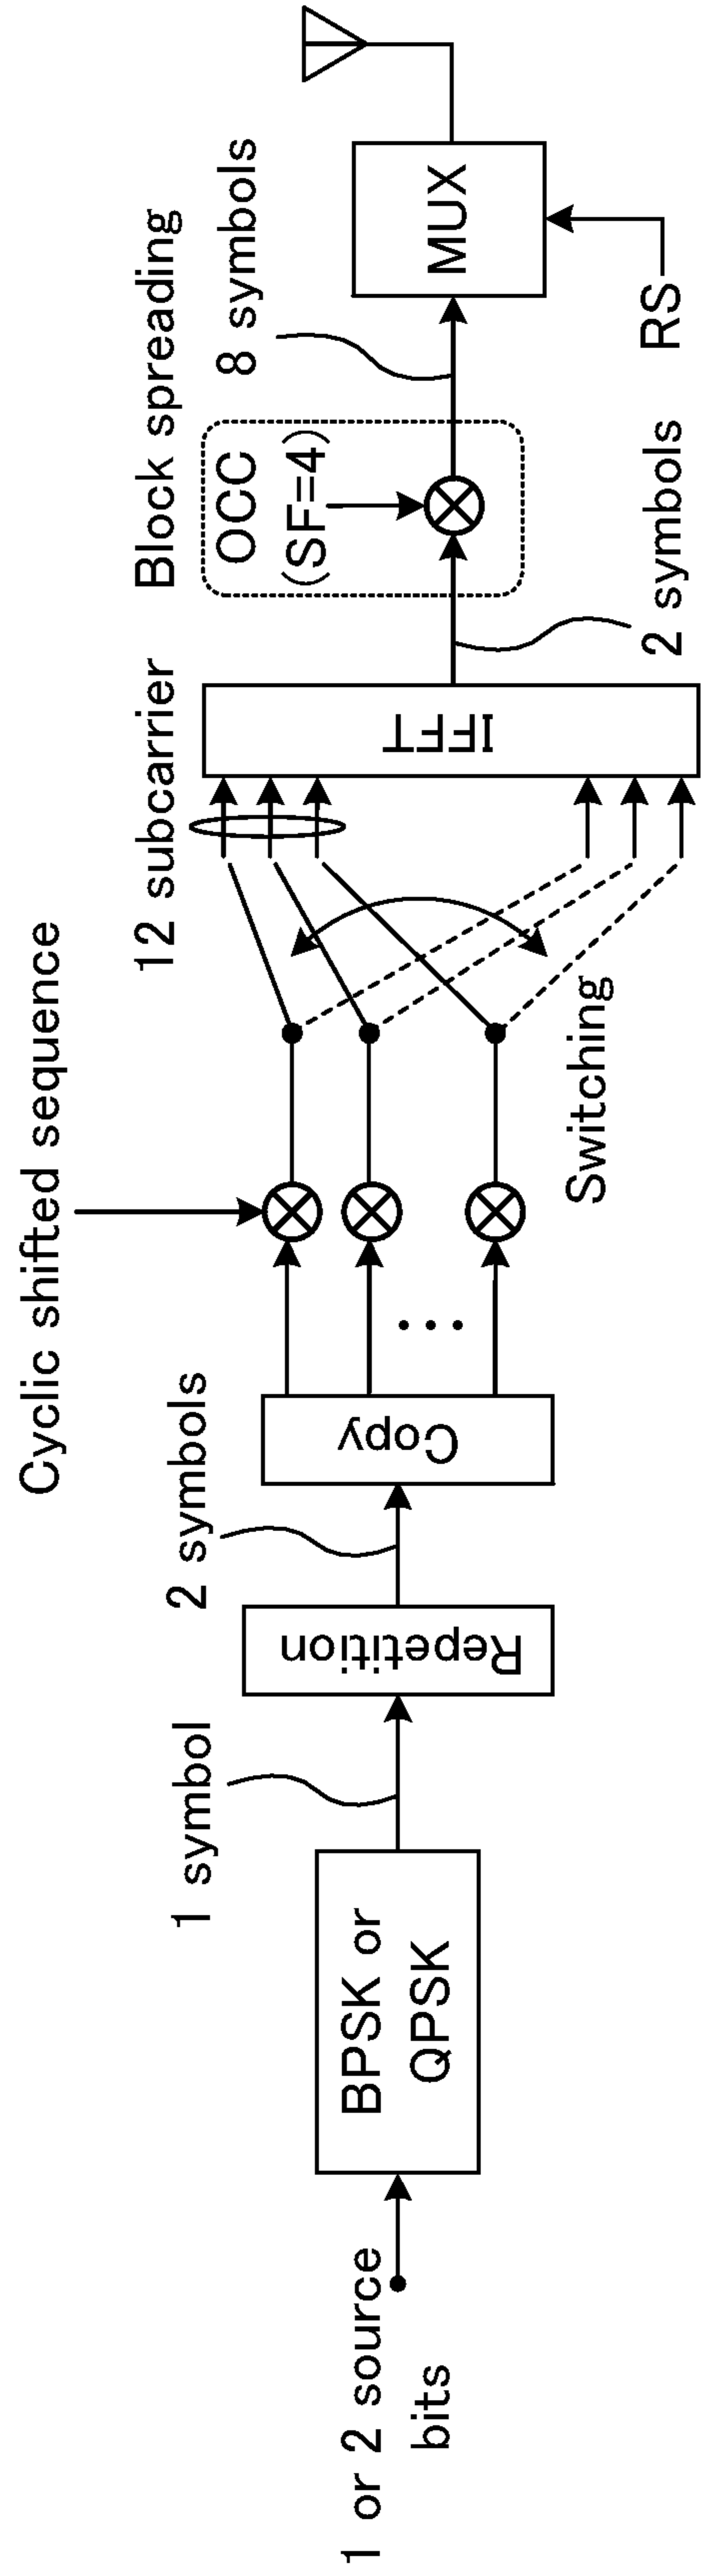 1 or 2 source
bits
BPSK or
QPSK
1 symbol
Repetition
2 symbols
Copy
Cyclic shifted sequence
Switching
12 subcarrier
IFFT
2 symbols
Block spreading
OCC
(SF=4)
8 symbols
MUX
RS